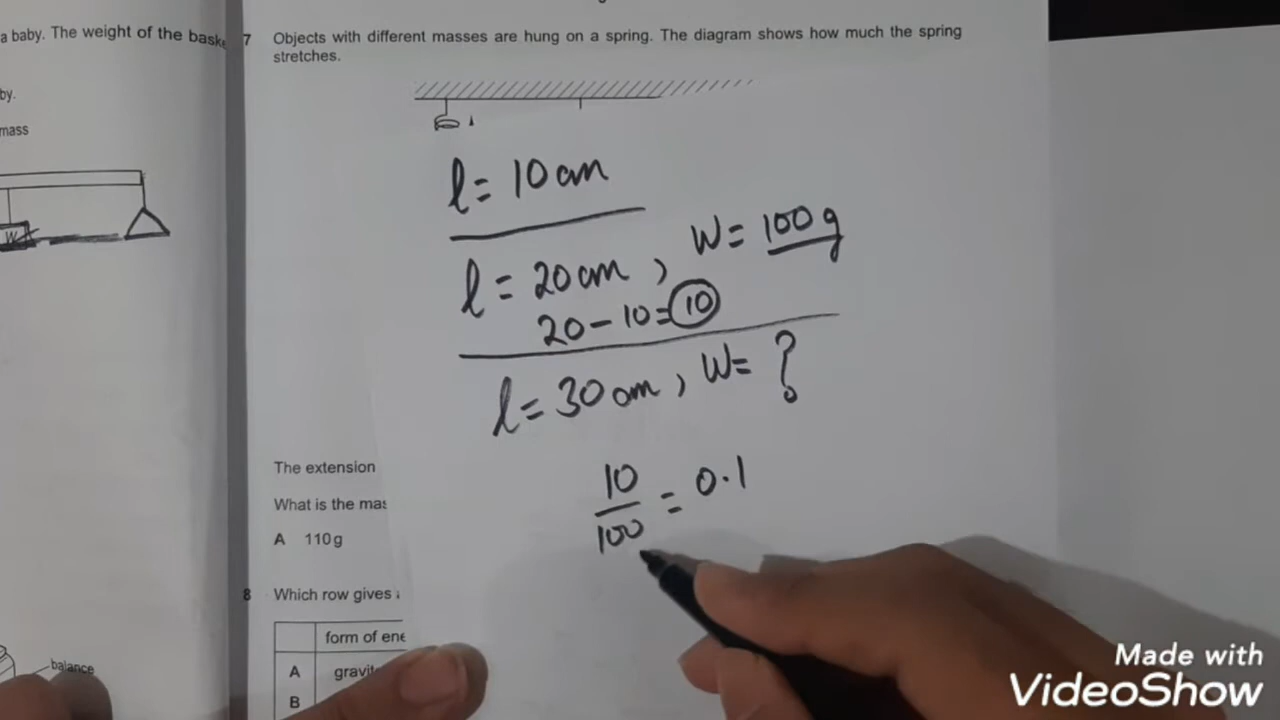 a baby. The weight of the baske
by.
mass
W
balance
7 Objects with different masses are hung on a spring. The diagram shows how much the spring
stretches.
l = 10 cm
l = 20 cm , W = 100 g
20 - 10 = 10
l = 30 cm , W = ?
10
100
= 0.1
The extension
What is the mas
A 110 g
8 Which row gives a
form of ene
A gravit
B
Made with
VideoShow